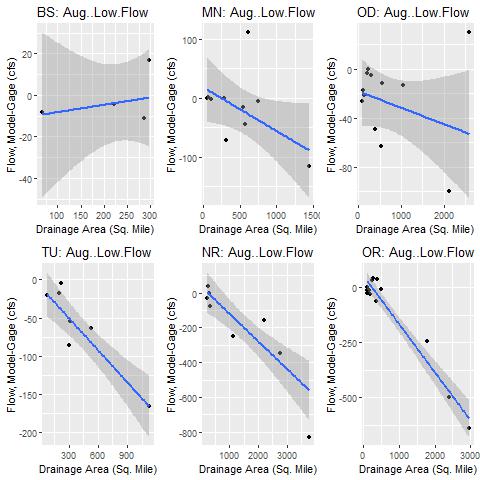 BS: Aug..Low.Flow
MN: Aug..Low.Flow
OD: Aug..Low.Flow
Flow, Model-Gage (cfs)
20
0
-20
-40
100 150 200 250 300
Drainage Area (Sq. Mile)
Flow, Model-Gage (cfs)
100
0
-100
0 500 1000 1500
Drainage Area (Sq. Mile)
Flow, Model-Gage (cfs)
0
-40
-80
0 1000 2000
Drainage Area (Sq. Mile)
TU: Aug..Low.Flow
NR: Aug..Low.Flow
OR: Aug..Low.Flow
Flow, Model-Gage (cfs)
0
-50
-100
-150
-200
300 600 900
Drainage Area (Sq. Mile)
Flow, Model-Gage (cfs)
0
-200
-400
-600
-800
1000 2000 3000
Drainage Area (Sq. Mile)
Flow, Model-Gage (cfs)
0
-250
-500
0 1000 2000 3000
Drainage Area (Sq. Mile)